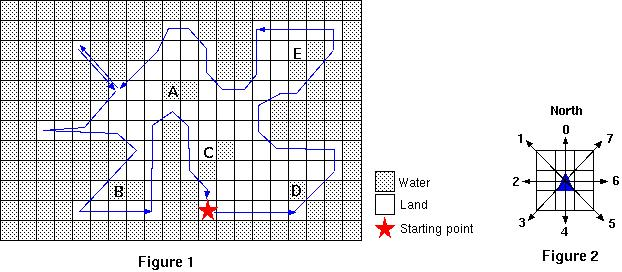 E
A
C
B
D
Water
Land
Starting point
Figure 1
North
0
1
7
2
6
3
4
5
Figure 2